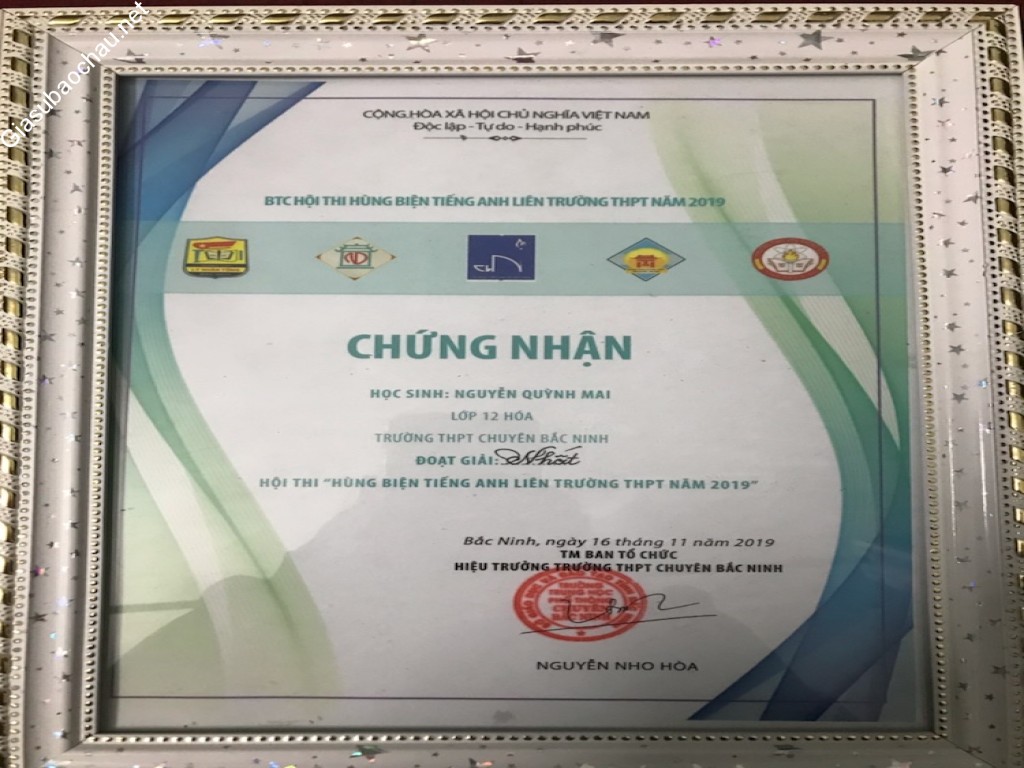 Giasubaochau.net
CỘNG HÒA XÃ HỘI CHỦ NGHĨA VIỆT NAM
Độc lập - Tự do - Hạnh phúc
BTC HỘI THI HÙNG BIỆN TIẾNG ANH LIÊN TRƯỜNG THPT NĂM 2019
CHỨNG NHẬN
HỌC SINH: NGUYỄN QUỲNH MAI
LỚP 12 HÓA
TRƯỜNG THPT CHUYÊN BẮC NINH
ĐOẠT GIẢI: Nhất
HỘI THI "HÙNG BIỆN TIẾNG ANH LIÊN TRƯỜNG THPT NĂM 2019"
Bắc Ninh, ngày 16 tháng 11 năm 2019
TM BAN TỔ CHỨC
HIỆU TRƯỞNG TRƯỜNG THPT CHUYÊN BẮC NINH
NGUYỄN NHO HÒA